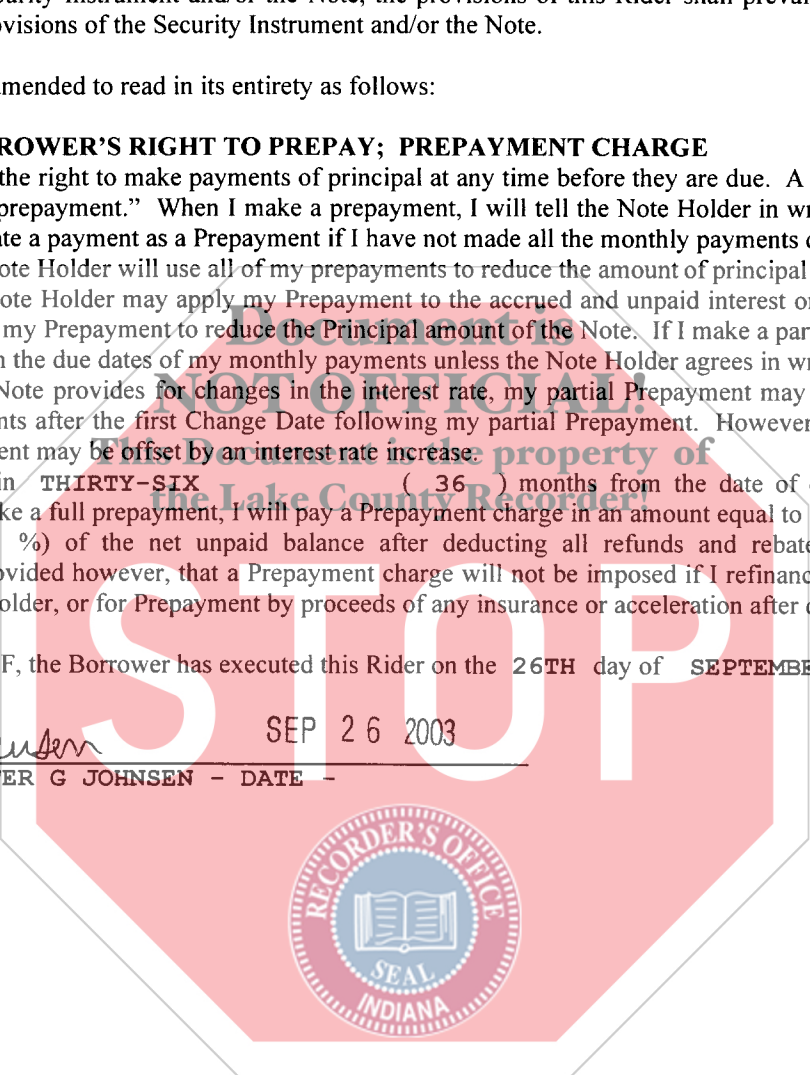 urity Instrument and/or the Note, the provisions of this Rider shall prevai
ovisions of the Security Instrument and/or the Note.
mended to read in its entirety as follows:
ROWER'S RIGHT TO PREPAY; PREPAYMENT CHARGE
the right to make payments of principal at any time before they are due. A
prepayment." When I make a prepayment, I will tell the Note Holder in wr
ate a payment as a Prepayment if I have not made all the monthly payments
ote Holder will use all of my prepayments to reduce the amount of principal
ote Holder may apply my Prepayment to the accrued and unpaid interest o
my Prepayment to reduce the Principal amount of the Note. If I make a par
n the due dates of my monthly payments unless the Note Holder agrees in wr
Note provides for changes in the interest rate, my partial Prepayment may
nts after the first Change Date following my partial Prepayment. However
ent may be offset by an interest rate increase.
in THIRTY-SIX ( 36 ) months from the date of
ke a full prepayment, I will pay a Prepayment charge in an amount equal to
%) of the net unpaid balance after deducting all refunds and rebate
ovided however, that a Prepayment charge will not be imposed if I refinanc
older, or for Prepayment by proceeds of any insurance or acceleration after
F, the Borrower has executed this Rider on the 26TH day of SEPTEMBE
SEP 26 2003
ER G JOHNSEN - DATE -
Document is
NOT OFFICIAL!
This Document is the property of
the Lake County Recorder!
STOP
RECORDER'S OFFICE
SEAL
INDIANA